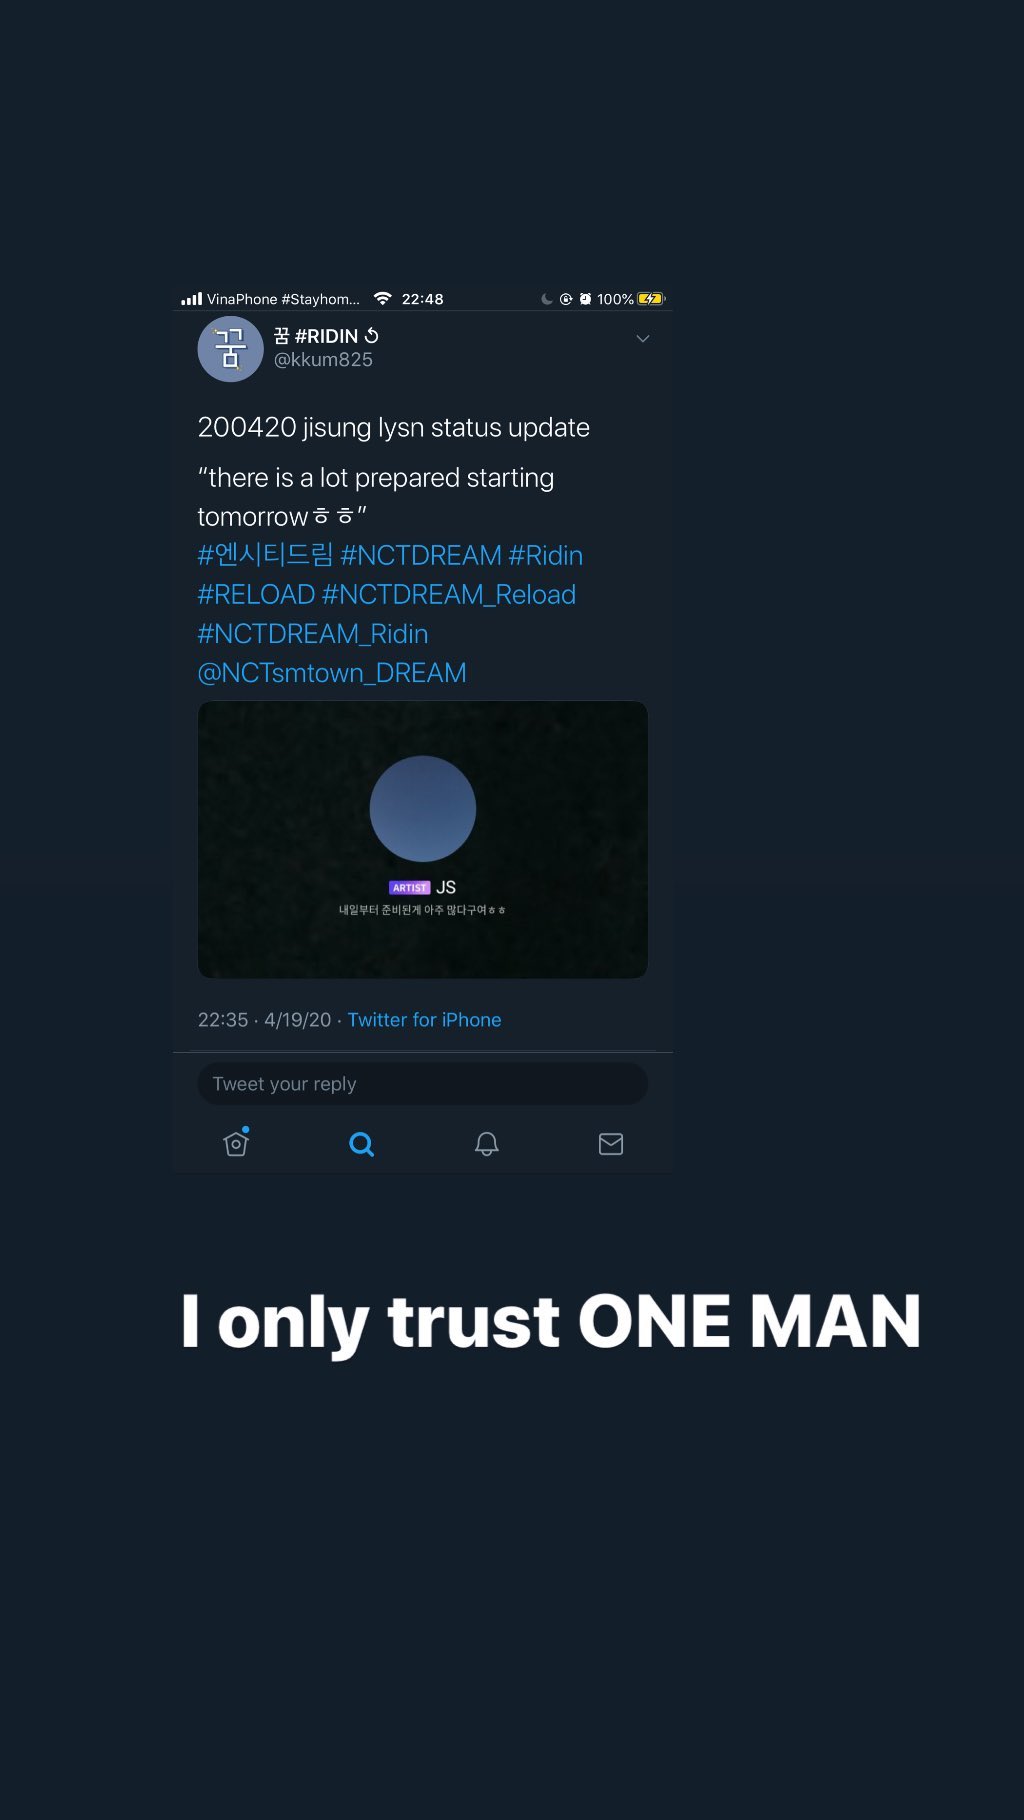 VinaPhone #Stayhom... 22:48 100%
꿈
꿈 #RIDIN
@kkum825
200420 jisung lysn status update
“there is a lot prepared starting
tomorrowㅎㅎ”
#엔시티드림 #NCTDREAM #Ridin
#RELOAD #NCTDREAM_Reload
#NCTDREAM_Ridin
@NCTsmtown_DREAM
ARTIST JS
내일부터 준비된게 아주 많다구여ㅎㅎ
22:35 · 4/19/20 · Twitter for iPhone
Tweet your reply
I only trust ONE MAN